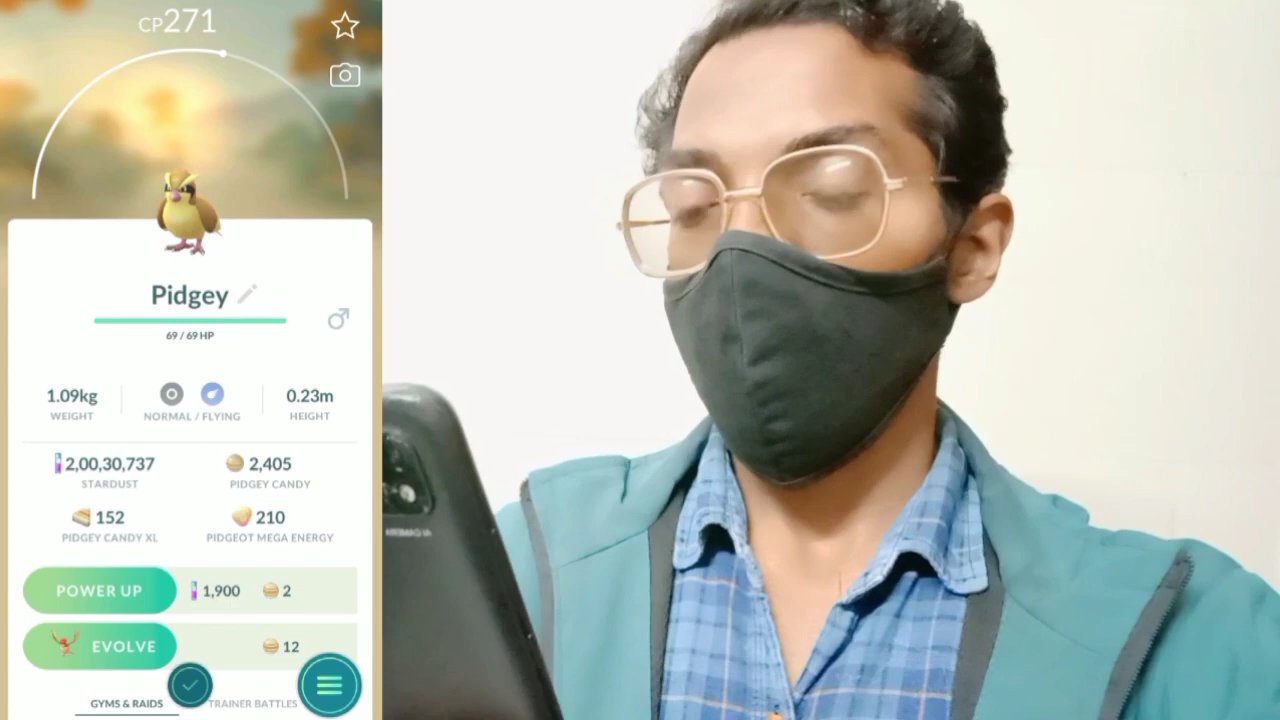 CP271
Pidgey
69 / 69 HP
1.09kg
WEIGHT
NORMAL / FLYING
0.23m
HEIGHT
2,00,30,737
STARDUST
2,405
PIDGEY CANDY
152
PIDGEY CANDY XL
210
PIDGEOT MEGA ENERGY
POWER UP
1,900
2
EVOLVE
12
GYMS & RAIDS
TRAINER BATTLES
AI CAMERA